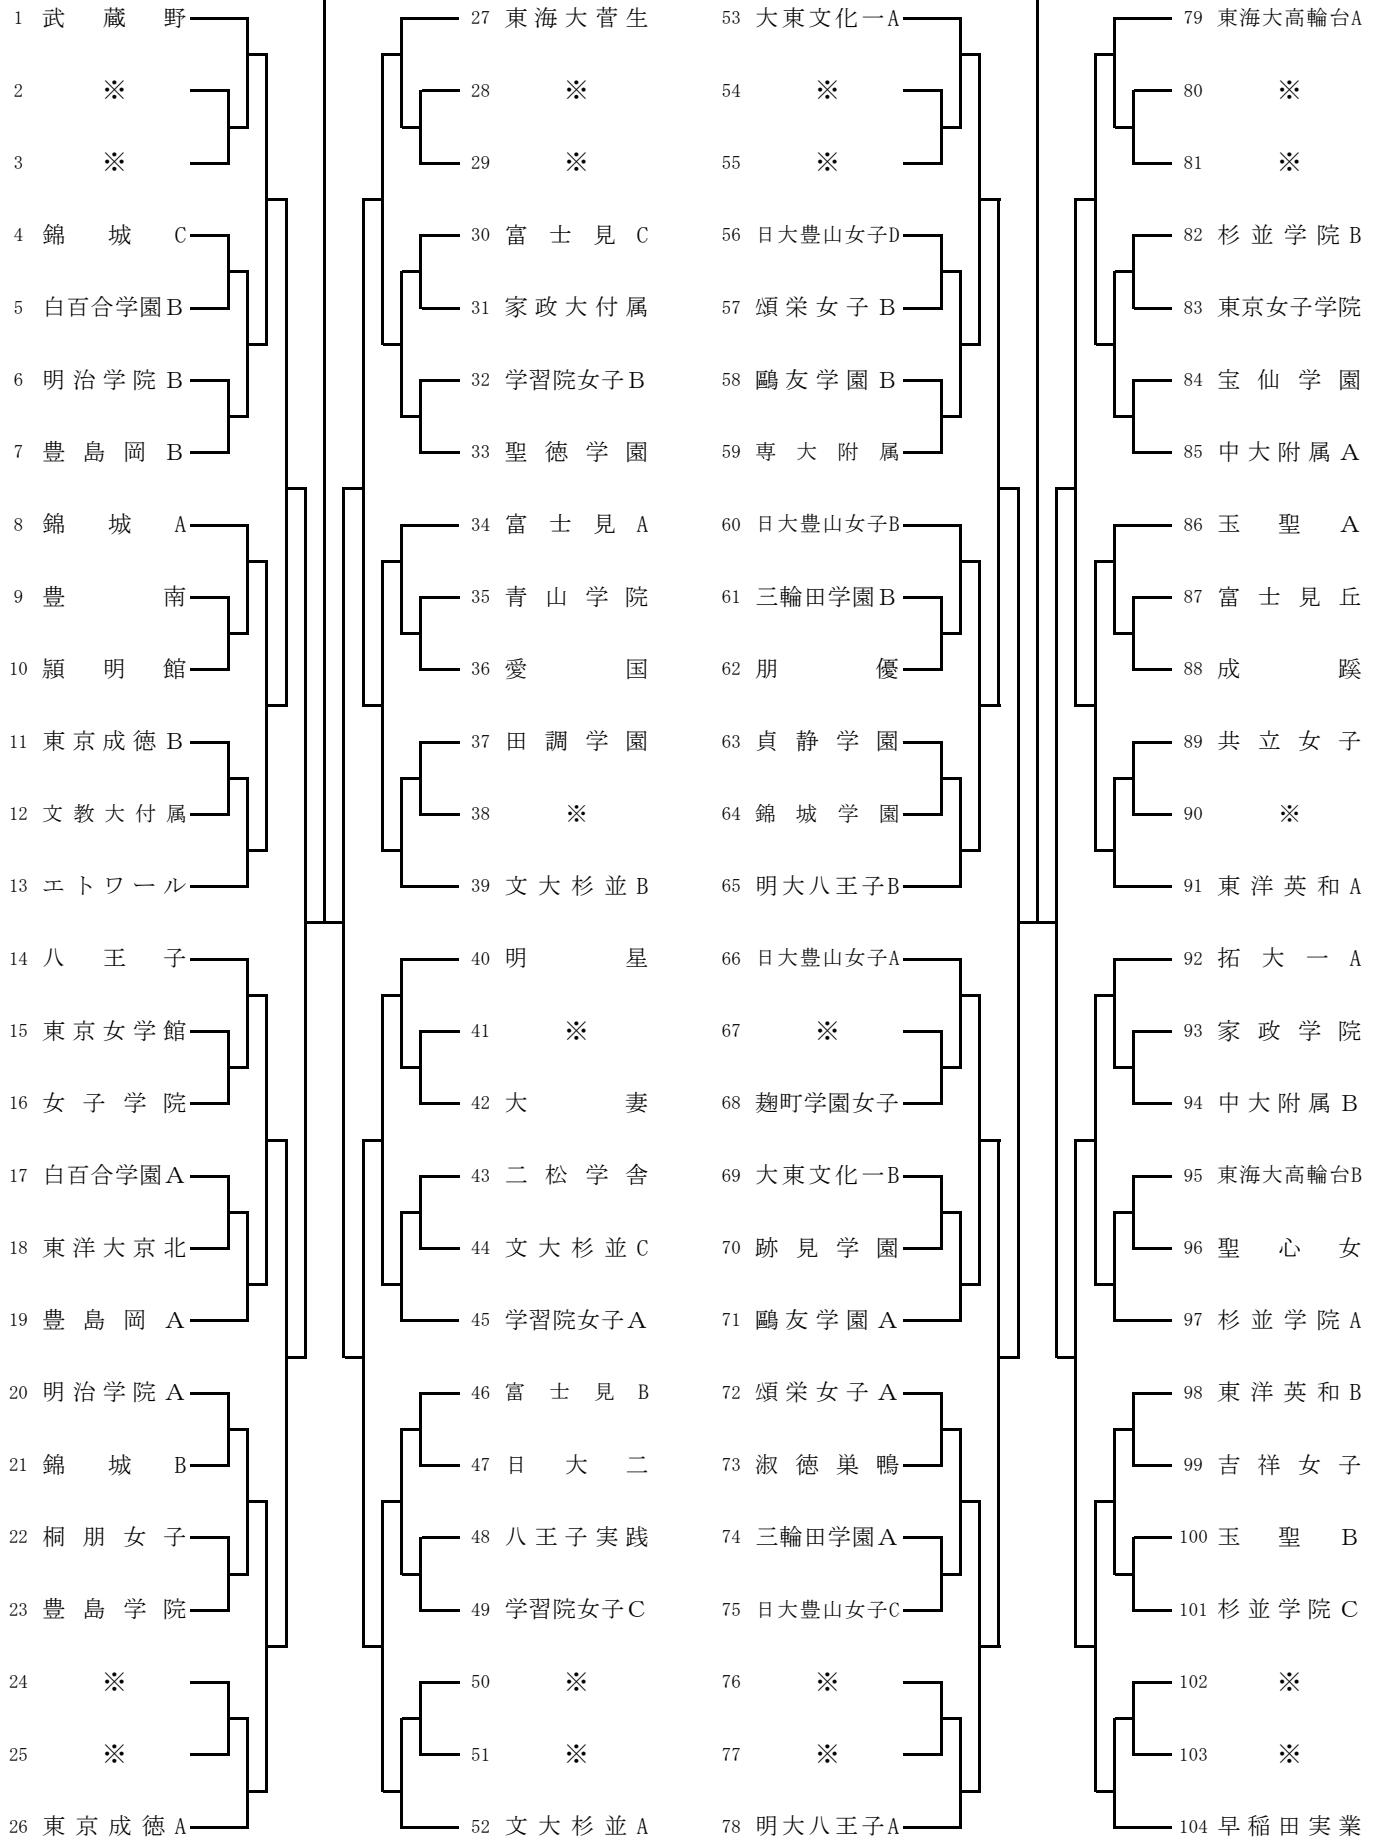 1 武蔵野
2 ※
3 ※
4 錦城C
5 白百合学園B
6 明治学院B
7 豊島岡B
8 錦城A
9 豊南
10 頴明館
11 東京成徳B
12 文教大付属
13 エトワール
14 八王子
15 東京女学館
16 女子学院
17 白百合学園A
18 東洋大京北
19 豊島岡A
20 明治学院A
21 錦城B
22 桐朋女子
23 豊島学院
24 ※
25 ※
26 東京成徳A
27 東海大菅生
28 ※
29 ※
30 富士見C
31 家政大付属
32 学習院女子B
33 聖徳学園
34 富士見A
35 青山学院
36 愛国
37 田調学園
38 ※
39 文大杉並B
40 明星
41 ※
42 大妻
43 二松学舎
44 文大杉並C
45 学習院女子A
46 富士見B
47 日大二
48 八王子実践
49 学習院女子C
50 ※
51 ※
52 文大杉並A
53 大東文化一A
54 ※
55 ※
56 日大豊山女子D
57 頌栄女子B
58 鷗友学園B
59 専大附属
60 日大豊山女子B
61 三輪田学園B
62 朋優
63 貞静学園
64 錦城学園
65 明大八王子B
66 日大豊山女子A
67 ※
68 麹町学園女子
69 大東文化一B
70 跡見学園
71 鷗友学園A
72 頌栄女子A
73 淑徳巣鴨
74 三輪田学園A
75 日大豊山女子C
76 ※
77 ※
78 明大八王子A
79 東海大高輪台A
80 ※
81 ※
82 杉並学院B
83 東京女子学院
84 宝仙学園
85 中大附属A
86 玉聖A
87 富士見丘
88 成蹊
89 共立女子
90 ※
91 東洋英和A
92 拓大一A
93 家政学院
94 中大附属B
95 東海大高輪台B
96 聖心女
97 杉並学院A
98 東洋英和B
99 吉祥女子
100 玉聖B
101 杉並学院C
102 ※
103 ※
104 早稲田実業